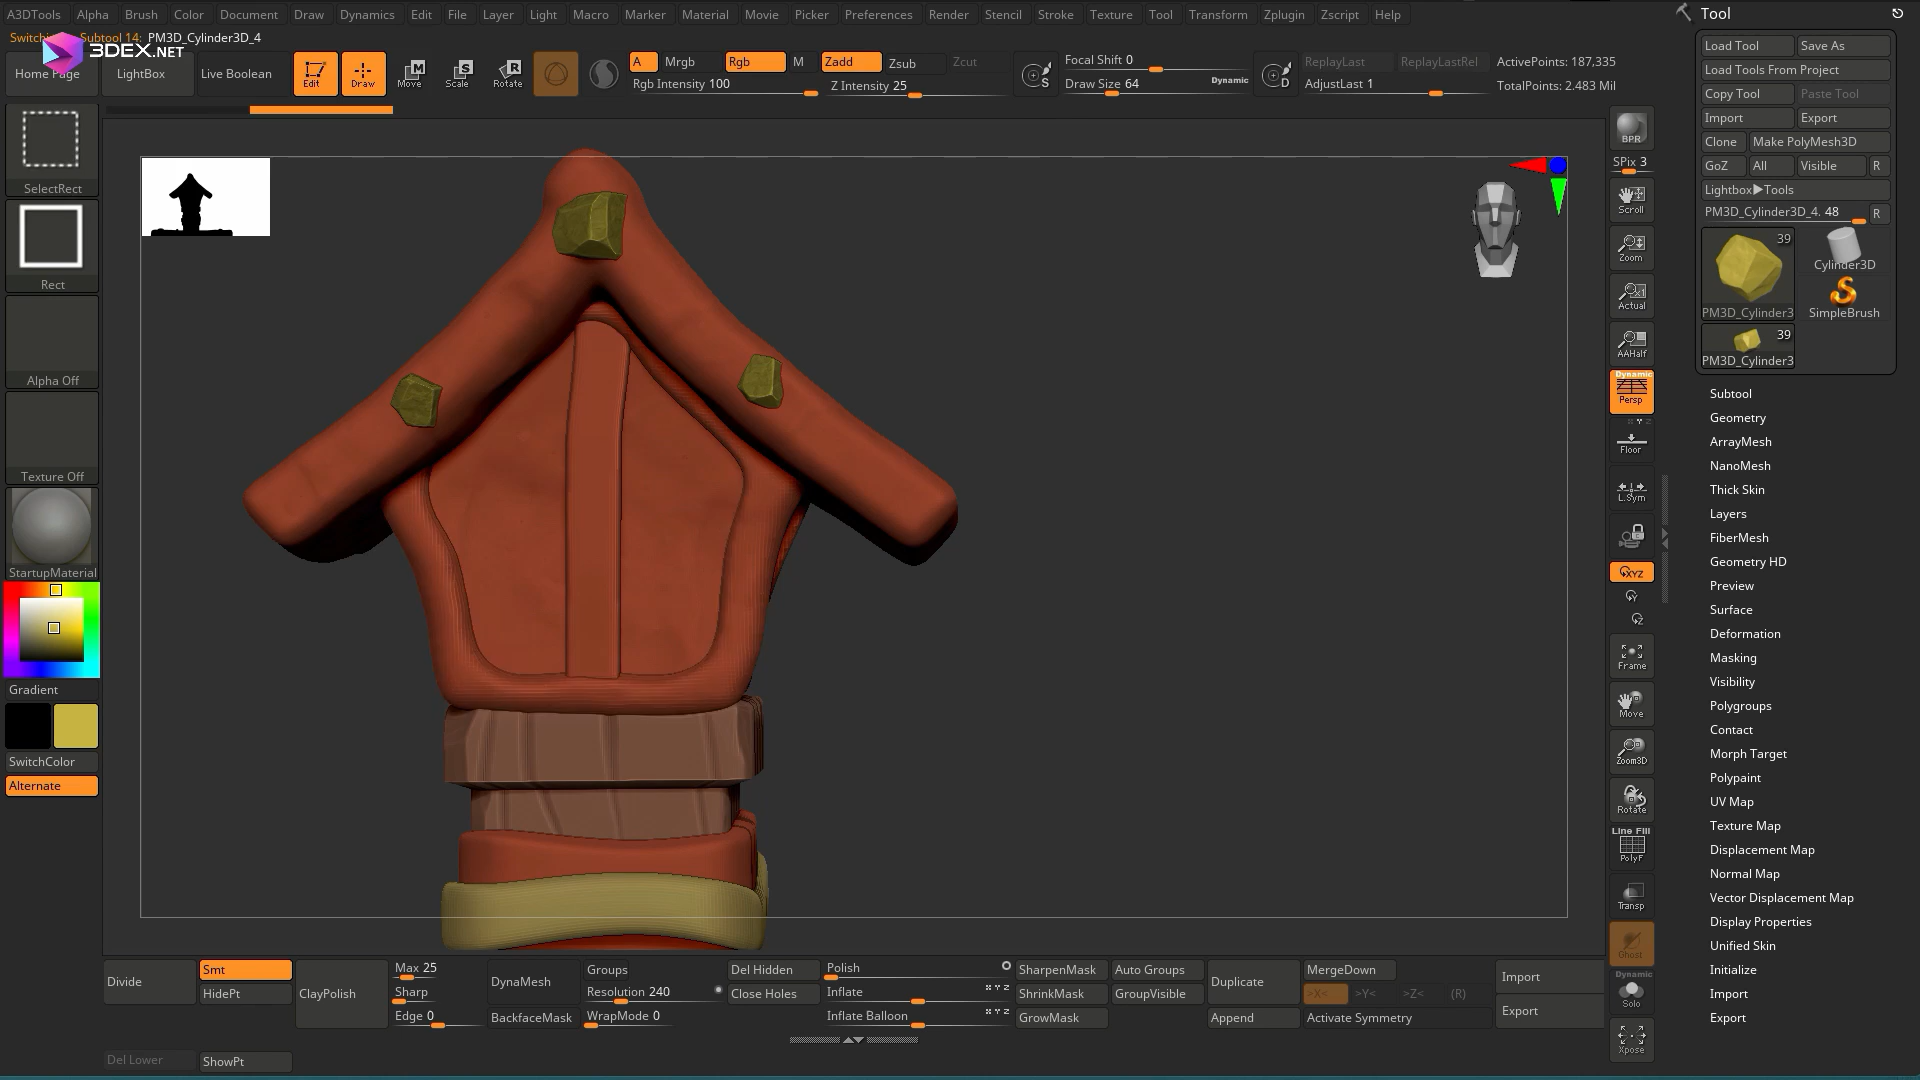 A3DTools Alpha Brush Color Document Draw Dynamics Edit File Layer Light Macro Marker Material Movie Picker Preferences Render Stencil Stroke Texture Tool Transform Zplugin Zscript Help
Subtool 14: PM3D_Cylinder3D_4
3DEX.NET
Home Page LightBox Live Boolean Edit Draw Move Scale Rotate
A Mrgb Rgb M Zadd Zsub Zcut
Rgb Intensity 100 Z Intensity 25
Focal Shift 0
Draw Size 64 Dynamic
S D
ReplayLast ReplayLastRel
AdjustLast 1
ActivePoints: 187,335
TotalPoints: 2.483 Mil
SelectRect
Rect
Alpha Off
Texture Off
StartupMaterial
Gradient
SwitchColor
Alternate
BPR
SPix 3
Scroll
Zoom
Actual
AAHalf
Dynamic
Persp
Floor
L.Sym
XYZ
Y
Z
Frame
Move
Zoom3D
Rotate
Line Fill
PolyF
Transp
Ghost
Dynamic
Solo
Xpose
Tool
Load Tool Save As
Load Tools From Project
Copy Tool Paste Tool
Import Export
Clone Make PolyMesh3D
GoZ All Visible R
Lightbox▶Tools
PM3D_Cylinder3D_4. 48 R
39
Cylinder3D
PM3D_Cylinder3 SimpleBrush
39
PM3D_Cylinder3
Subtool
Geometry
ArrayMesh
NanoMesh
Thick Skin
Layers
FiberMesh
Geometry HD
Preview
Surface
Deformation
Masking
Visibility
Polygroups
Contact
Morph Target
Polypaint
UV Map
Texture Map
Displacement Map
Normal Map
Vector Displacement Map
Display Properties
Unified Skin
Initialize
Import
Export
Divide Smt HidePt ClayPolish
Max 25
Sharp
Edge 0
DynaMesh
BackfaceMask
Groups
Resolution 240
WrapMode 0
Del Hidden
Close Holes
Polish
Inflate X Y Z
Inflate Balloon X Y Z
SharpenMask
ShrinkMask
GrowMask
Auto Groups
GroupVisible
Duplicate
Append
MergeDown
>X< >Y< >Z< (R)
Activate Symmetry
Import
Export
Del Lower ShowPt